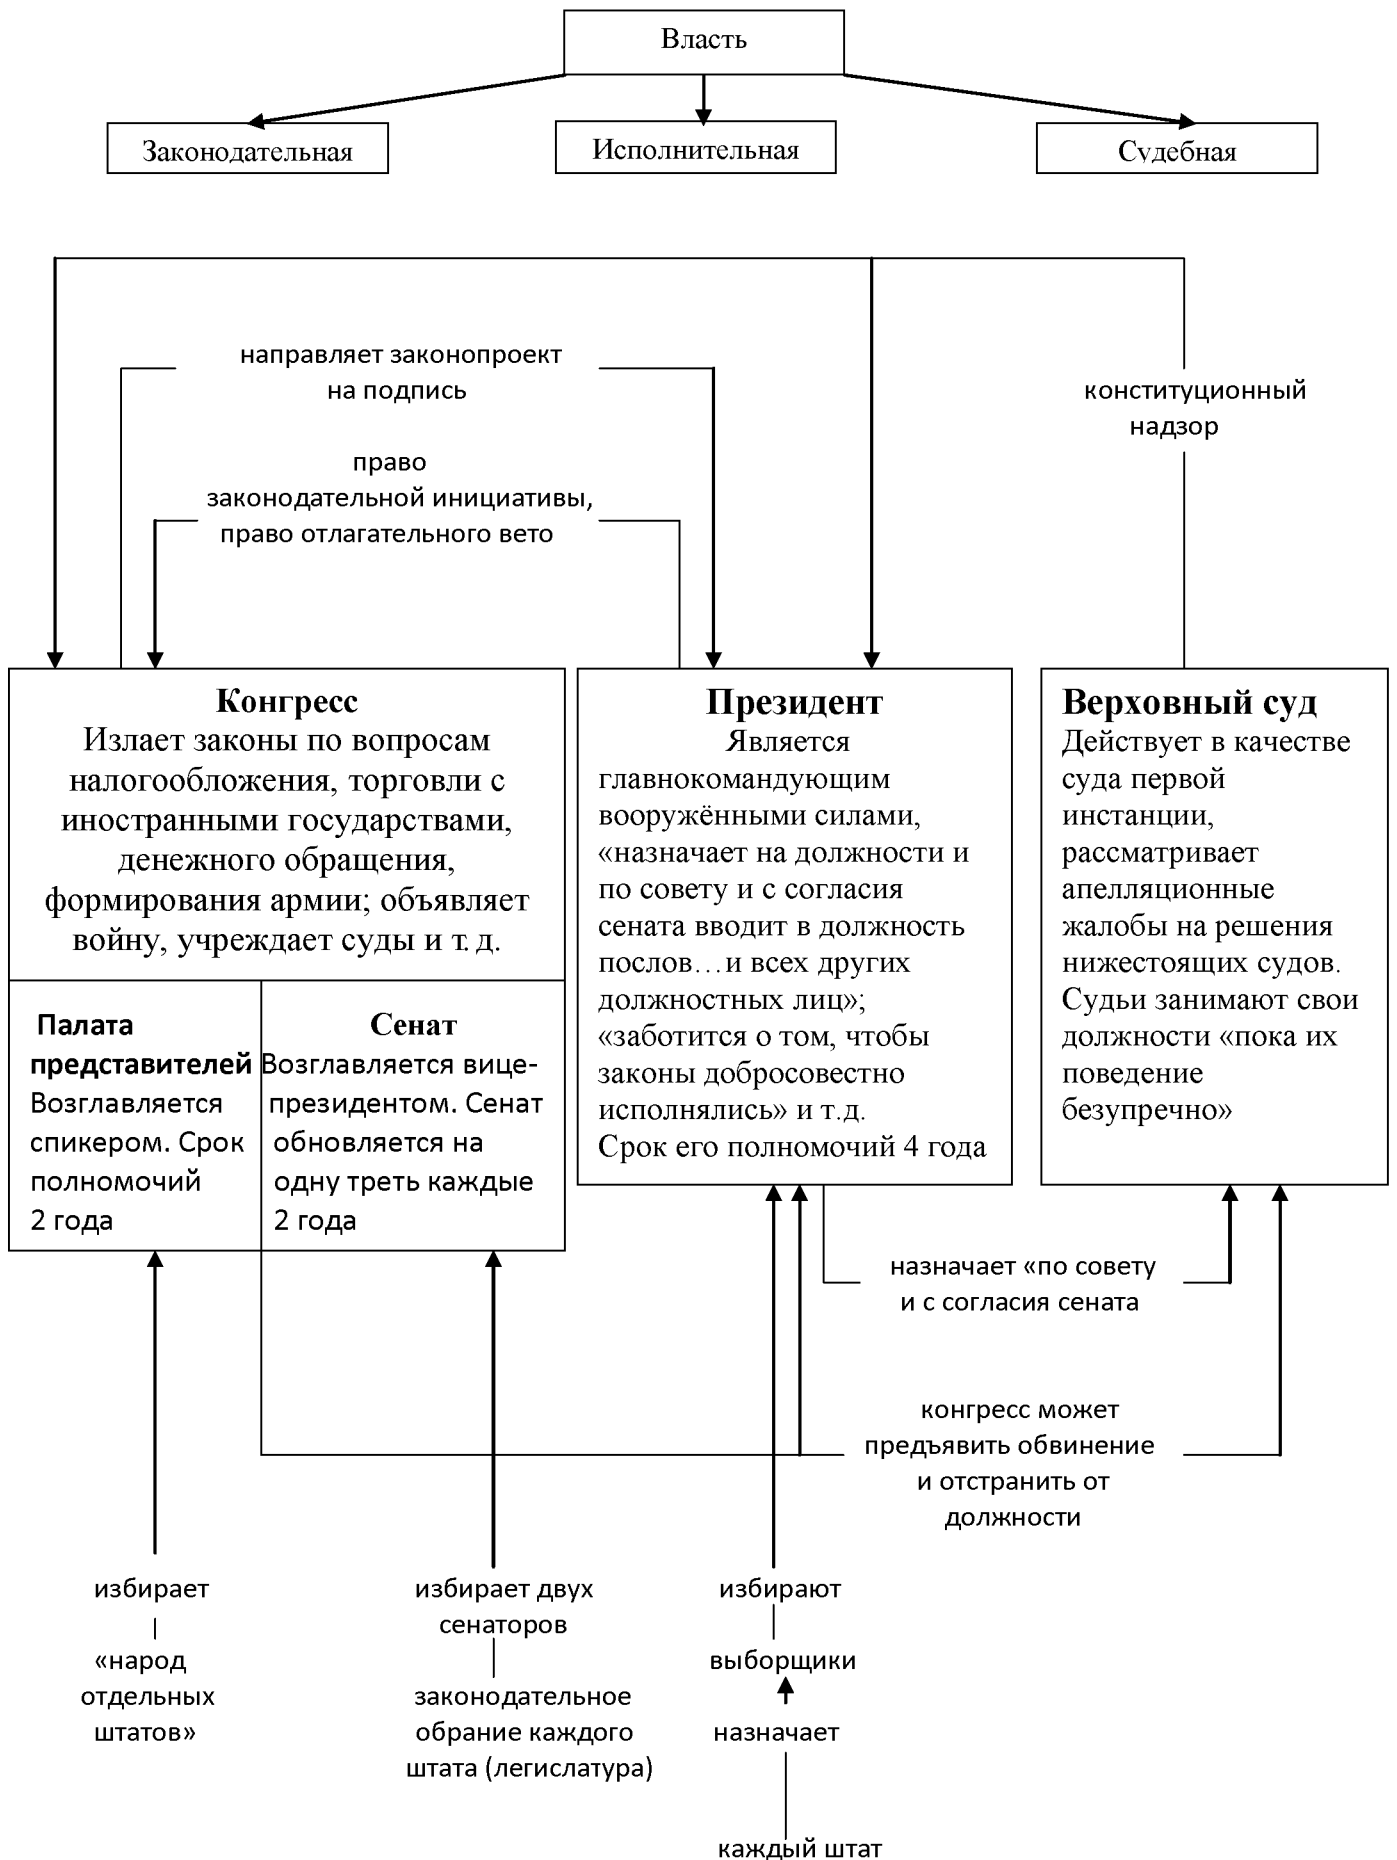 Власть
Законодательная
Исполнительная
Судебная
направляет законопроект
на подпись
конституционный
надзор
право
законодательной инициативы,
право отлагательного вето
Конгресс
Излает законы по вопросам
налогообложения, торговли с
иностранными государствами,
денежного обращения,
формирования армии; объявляет
войну, учреждает суды и т. д.
Палата
представителей
Возглавляется
спикером. Срок
полномочий
2 года
Сенат
Возглавляется вице-
президентом. Сенат
обновляется на
одну треть каждые
2 года
Президент
Является
главнокомандующим
вооружёнными силами,
«назначает на должности и
по совету и с согласия
сената вводит в должность
послов…и всех других
должностных лиц»;
«заботится о том, чтобы
законы добросовестно
исполнялись» и т.д.
Срок его полномочий 4 года
Верховный суд
Действует в качестве
суда первой
инстанции,
рассматривает
апелляционные
жалобы на решения
нижестоящих судов.
Судьи занимают свои
должности «пока их
поведение
безупречно»
назначает «по совету
и с согласия сената
конгресс может
предъявить обвинение
и отстранить от
должности
избирает
«народ
отдельных
штатов»
избирает двух
сенаторов
законодательное
обрание каждого
штата (легислатура)
избирают
выборщики
назначает
каждый штат